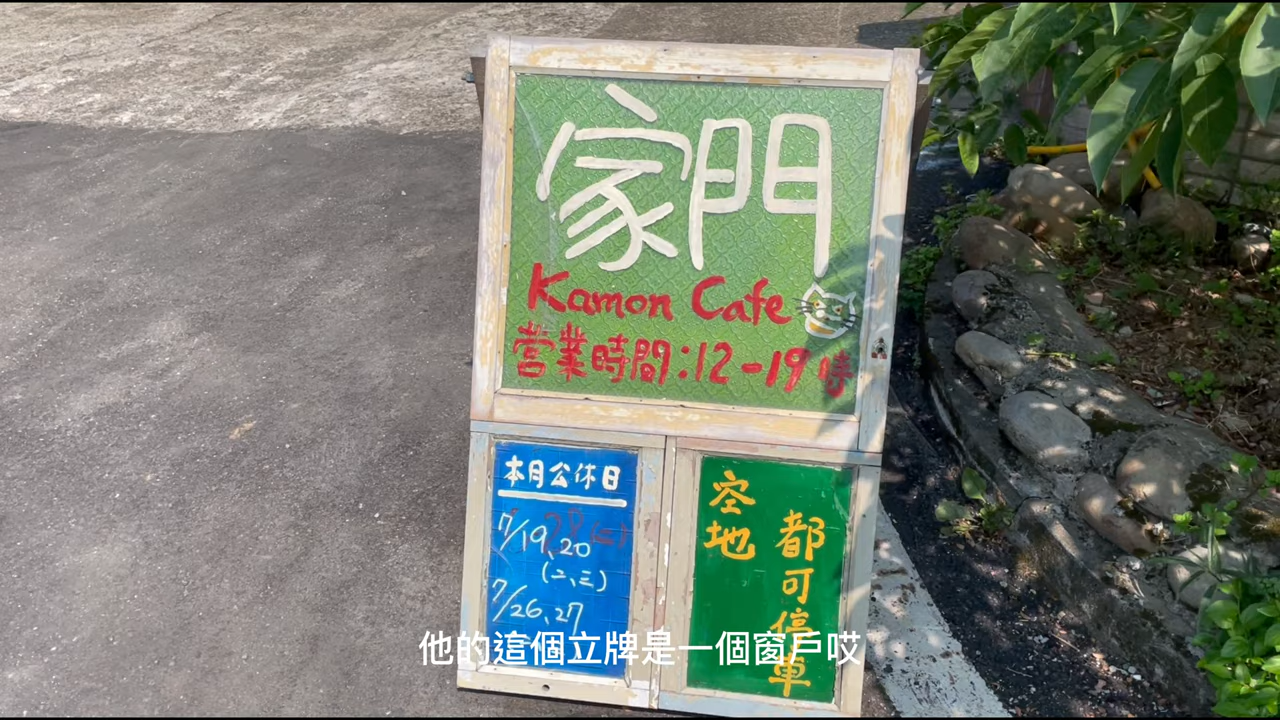 家門
Kamon Cafe
營業時間:12-19時
本月公休日
7/19、20
(二、三)
7/26、27
空地
都可停車
他的這個立牌是一個窗戶哎